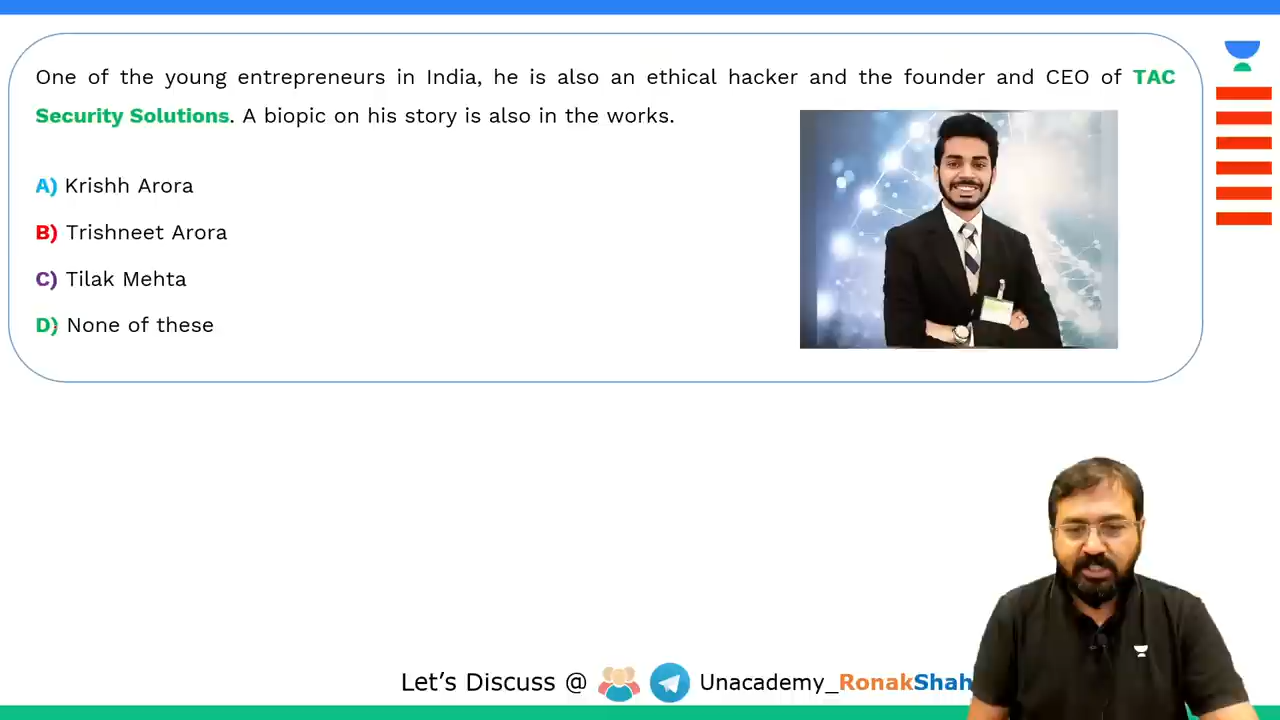 One of the young entrepreneurs in India, he is also an ethical hacker and the founder and CEO of TAC
Security Solutions. A biopic on his story is also in the works.
A) Krishh Arora
B) Trishneet Arora
C) Tilak Mehta
D) None of these
Let's Discuss @ Unacademy_RonakShah